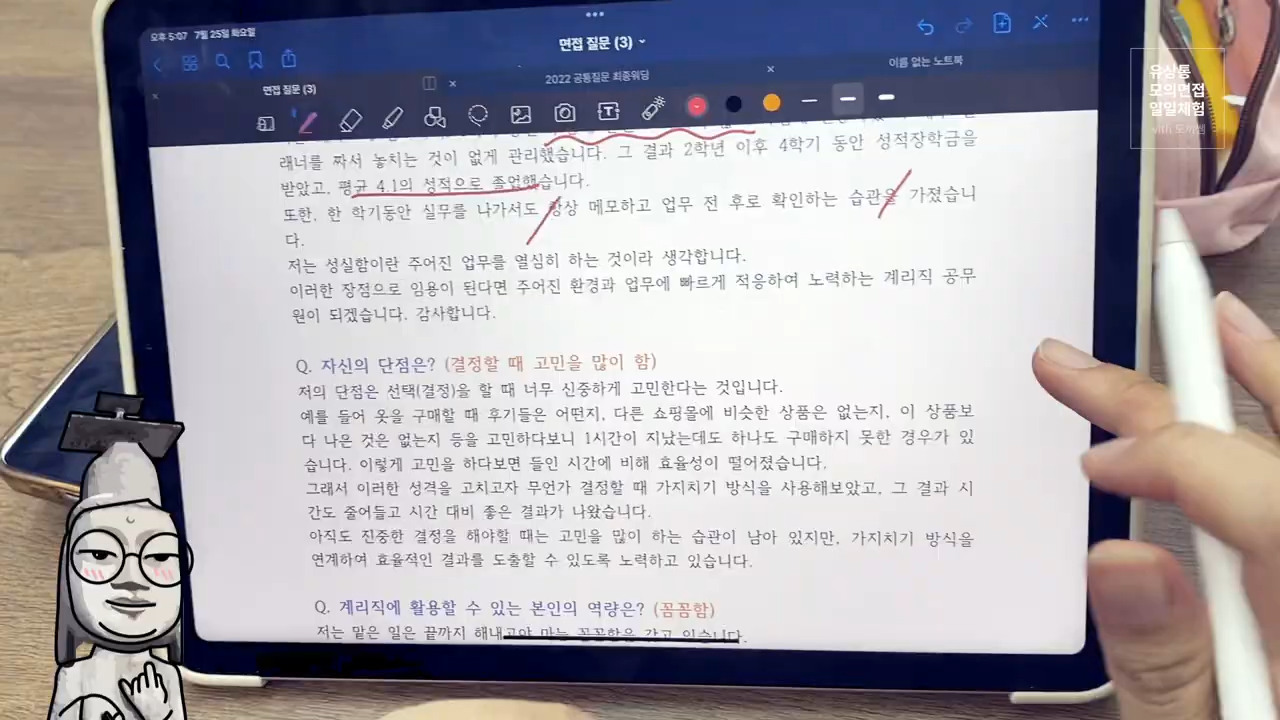 오후 5:07 7월 25일 화요일
면접 질문 (3)
면접 질문 (3)
2022 공통질문 최종워딩
이름 없는 노트북
유상통
모의면접
일일체험
with 토끼쌤
래너를 짜서 놓치는 것이 없게 관리했습니다. 그 결과 2학년 이후 4학기 동안 성적장학금을
받았고, 평균 4.1의 성적으로 졸업했습니다.
또한, 한 학기동안 실무를 나가서도 항상 메모하고 업무 전 후로 확인하는 습관을 가졌습니
다.
저는 성실함이란 주어진 업무를 열심히 하는 것이라 생각합니다.
이러한 장점으로 임용이 된다면 주어진 환경과 업무에 빠르게 적응하여 노력하는 계리직 공무
원이 되겠습니다. 감사합니다.
Q. 자신의 단점은? (결정할 때 고민을 많이 함)
저의 단점은 선택(결정)을 할 때 너무 신중하게 고민한다는 것입니다.
예를 들어 옷을 구매할 때 후기들은 어떤지, 다른 쇼핑몰에 비슷한 상품은 없는지, 이 상품보
다 나은 것은 없는지 등을 고민하다보니 1시간이 지났는데도 하나도 구매하지 못한 경우가 있
습니다. 이렇게 고민을 하다보면 들인 시간에 비해 효율성이 떨어졌습니다.
그래서 이러한 성격을 고치고자 무언가 결정할 때 가지치기 방식을 사용해보았고, 그 결과 시
간도 줄어들고 시간 대비 좋은 결과가 나왔습니다.
아직도 진중한 결정을 해야할 때는 고민을 많이 하는 습관이 남아 있지만, 가지치기 방식을
연계하여 효율적인 결과를 도출할 수 있도록 노력하고 있습니다.
Q. 계리직에 활용할 수 있는 본인의 역량은? (꼼꼼함)
저는 맡은 일은 끝까지 해내고야 마는 꼼꼼함을 갖고 있습니다.